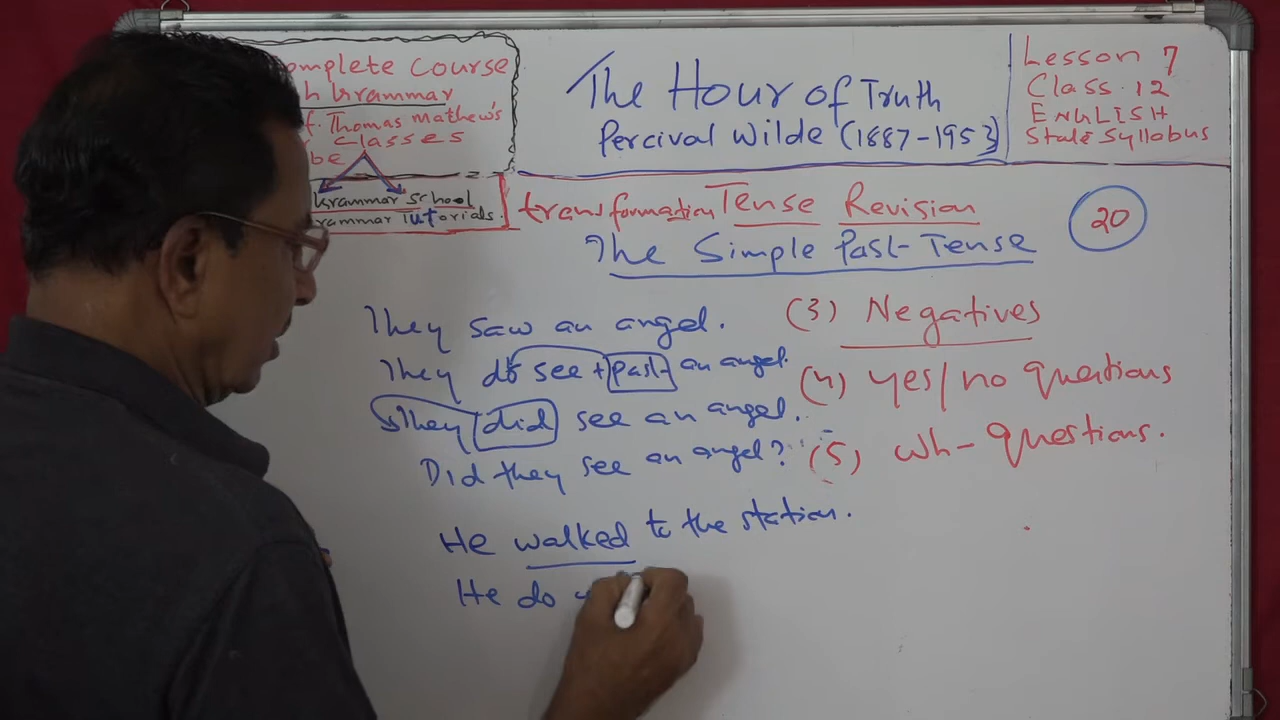 omplete Course
h Grammar
f. Thomas Mathew's
Classes
be
Grammar School
rammar Tutorials.
The Hour of Truth
Percival Wilde (1887-1953)
Lesson 7
Class. 12
ENGLISH
State Syllabus
transformation Tense Revision
20
The Simple Past Tense
They saw an angel.
(3) Negatives
They do see + past an angel.
(4) yes/no questions
They did see an angel.
Did they see an angel?
(5) Wh- Questions.
He walked to the station.
He do